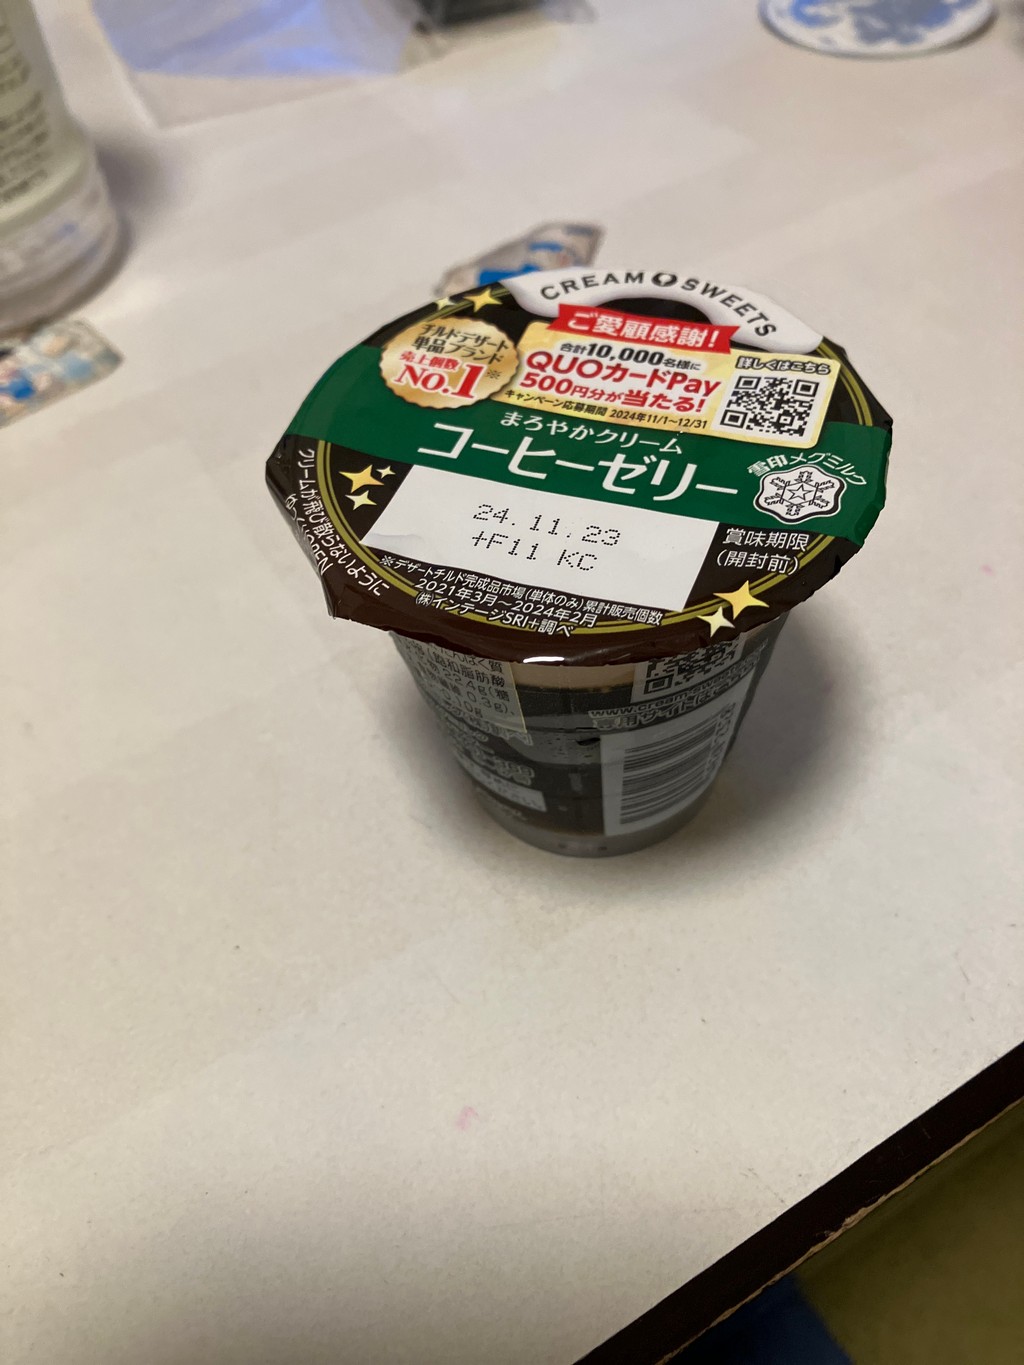 CREAM SWEETS
ご愛顧感謝!
チルドデザート
単品ブランド
売上個数
No.1※
合計10,000名様に
QUOカードPay
500円分が当たる!
キャンペーン応募期間 2024年11/1～12/31
詳しくはこちら
まろやかクリーム
コーヒーゼリー
雪印メグミルク
24.11.23
+F11 KC
賞味期限
(開封前)
クリームが飛び散らないように
※デザートチルド完成品市場(単体のみ)累計販売個数
2021年3月～2024年2月
(株)インテージSRI+調べ
飽和脂肪酸